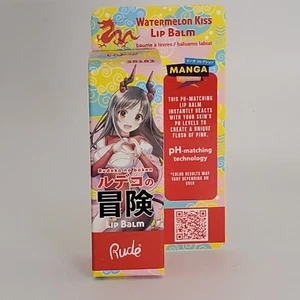 WATERMELON KISS
LIP BALM
baume à lèvres / bálsamo labial
MANGA
THIS PH-MATCHING
LIP BALM
INSTANTLY REACTS
WITH YOUR SKIN'S
PH LEVELS TO
CREATE A UNIQUE
FLUSH OF PINK.
pH-matching
technology
*COLOR RESULTS MAY
VARY DEPENDING ON
USER
ルデコの
冒険
LIP BALM
Rude